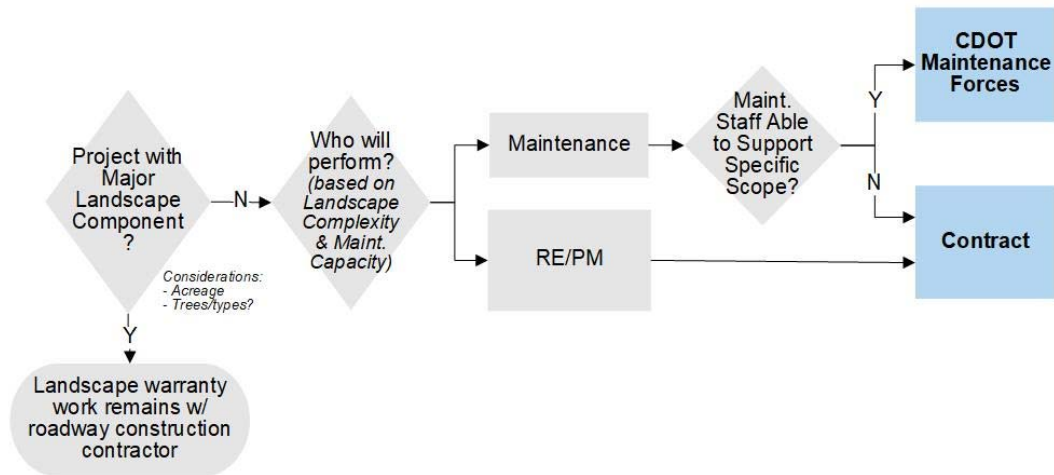 Project with
Major
Landscape
Component
?
Considerations:
- Acreage
- Trees/types?
Y
Landscape warranty
work remains w/
roadway construction
contractor
N
Who will
perform?
(based on
Landscape
Complexity
& Maint.
Capacity)
Maintenance
RE/PM
Maint.
Staff Able
to Support
Specific
Scope?
Y
N
CDOT
Maintenance
Forces
Contract